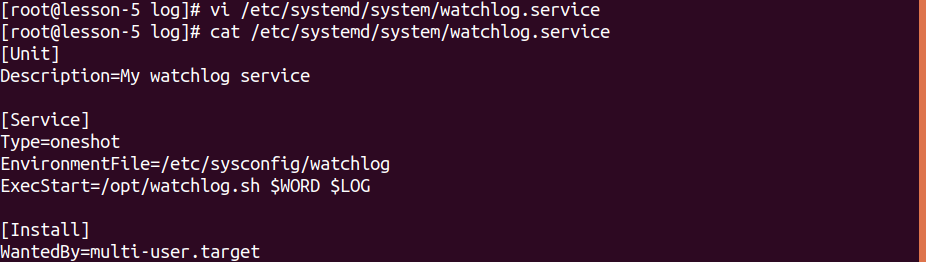 [root@lesson-5 log]# vi /etc/systemd/system/watchlog.service
[root@lesson-5 log]# cat /etc/systemd/system/watchlog.service
[Unit]
Description=My watchlog service
[Service]
Type=oneshot
EnvironmentFile=/etc/sysconfig/watchlog
ExecStart=/opt/watchlog.sh $WORD $LOG
[Install]
WantedBy=multi-user.target